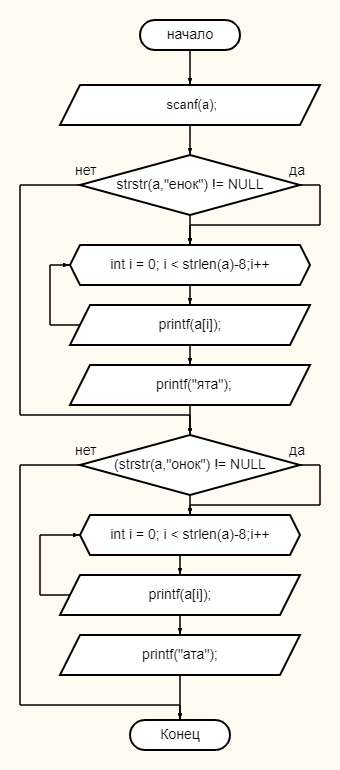 начало
scanf(a);
нет
да
strstr(a,"енок") != NULL
int i = 0; i < strlen(a)-8;i++
printf(a[i]);
printf("ята");
нет
да
(strstr(a,"онок") != NULL
int i = 0; i < strlen(a)-8;i++
printf(a[i]);
printf("ата");
Конец